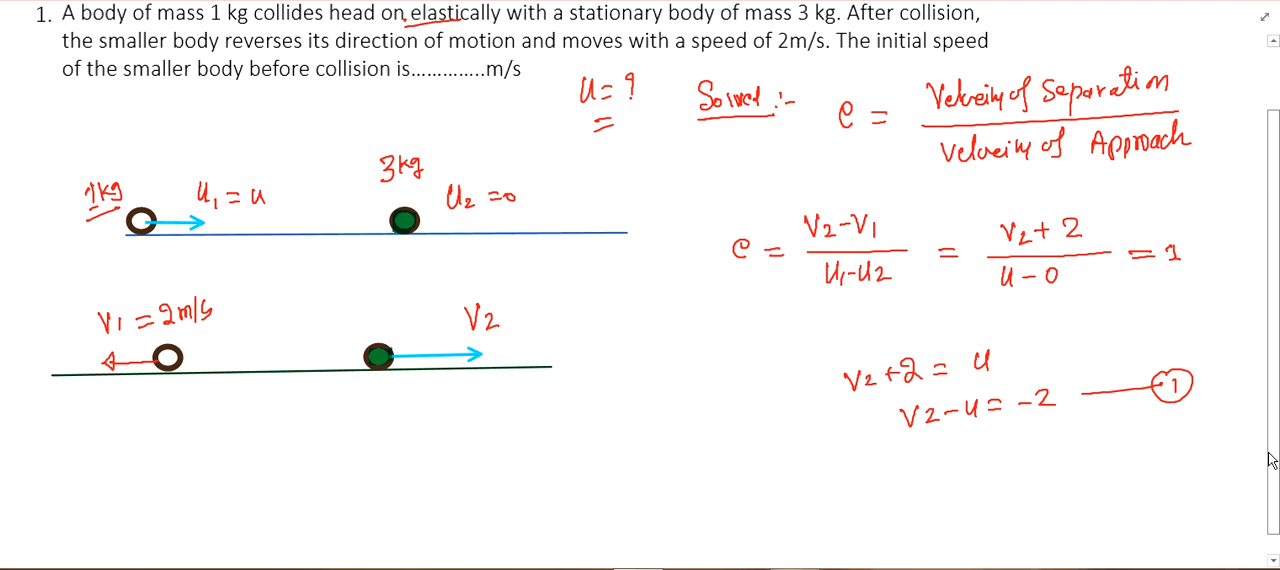 1. A body of mass 1 kg collides head on elastically with a stationary body of mass 3 kg. After collision,
the smaller body reverses its direction of motion and moves with a speed of 2m/s. The initial speed
of the smaller body before collision is..............m/s
u = ?
Solved :-
e = Velocity of Separation / Velocity of Approach
1kg
u₁ = u
3kg
u₂ = 0
e = (V₂ - V₁) / (u₁ - u₂) = (V₂ + 2) / (u - 0) = 1
V₁ = 2m/s
V₂
V₂ + 2 = u
V₂ - u = -2 ——— ①